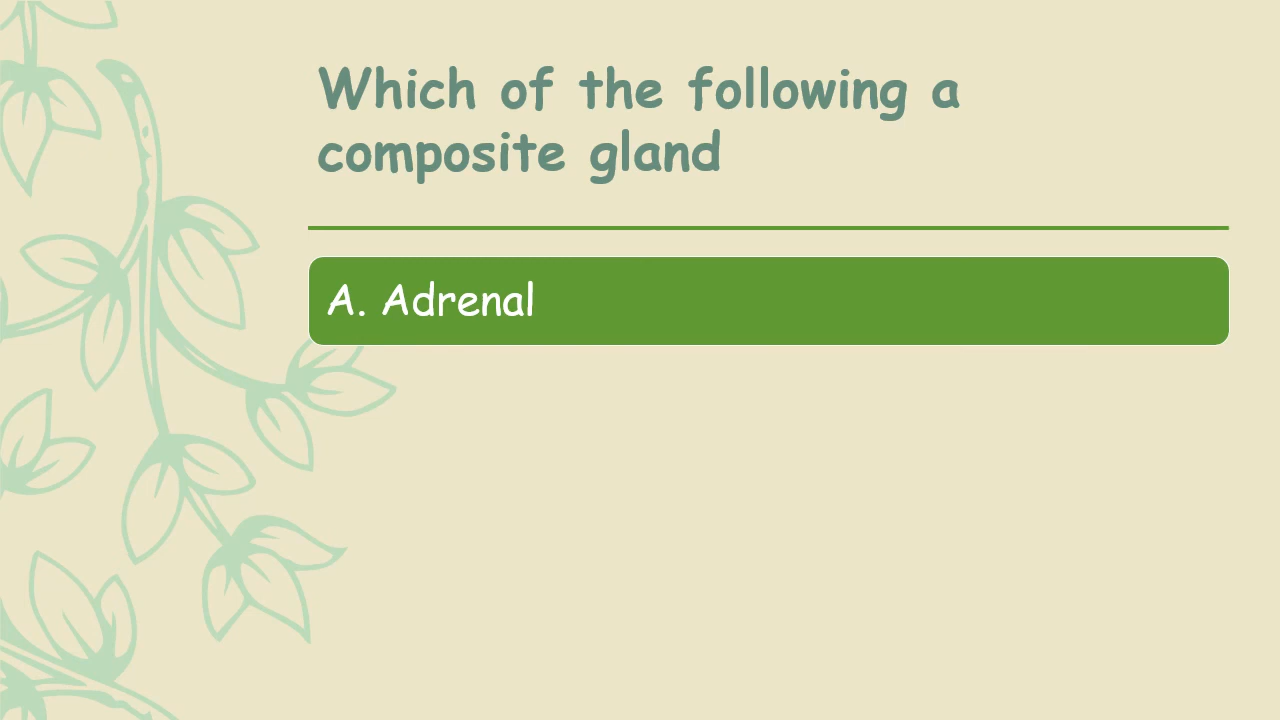 Which of the following a
composite gland
A. Adrenal